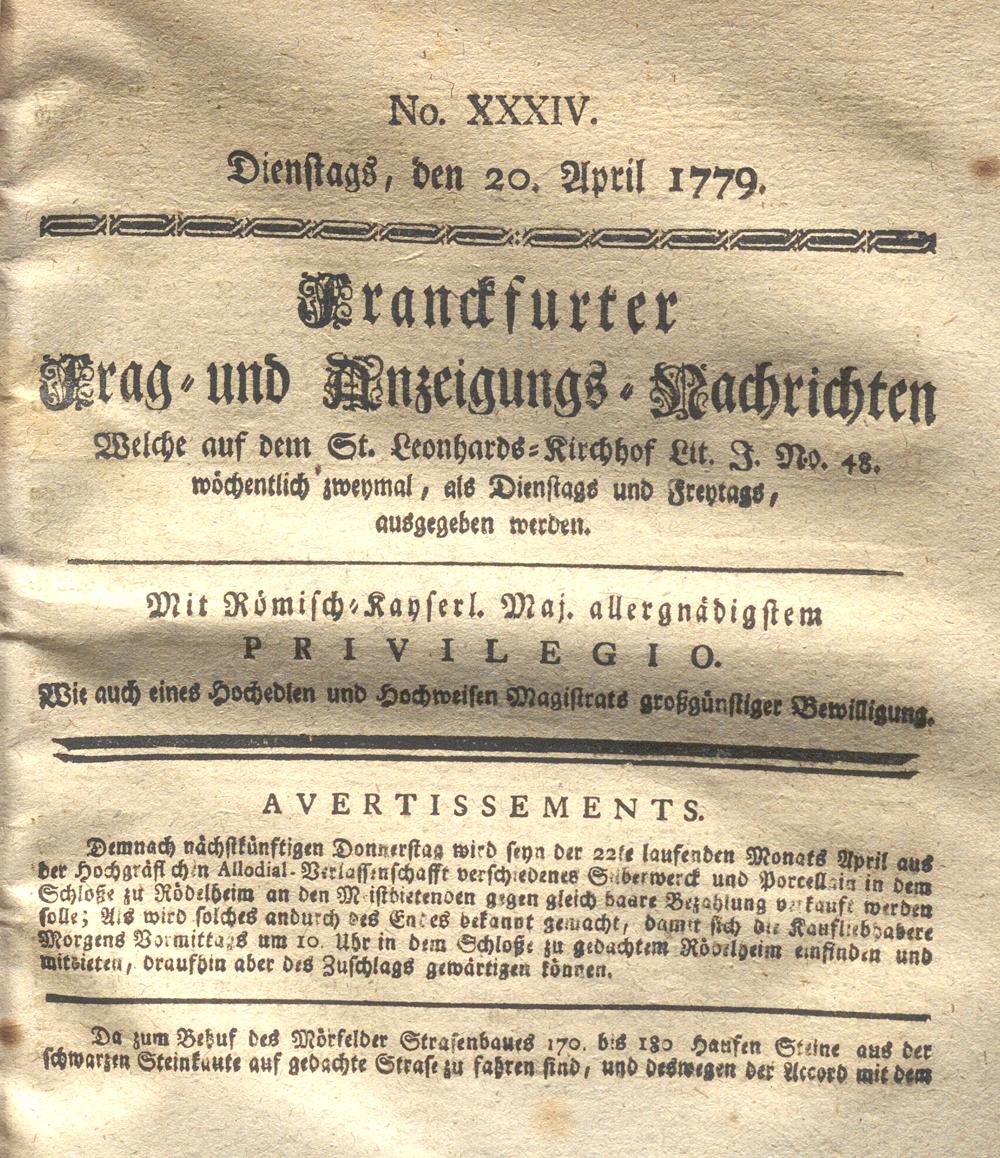 No. XXXIV.
Dienstags, den 20. April 1779.
Franckfurter
Frag- und Anzeigungs-Nachrichten
Welche auf dem St. Leonhards-Kirchhof Lit. J. No. 48.
wöchentlich zweymal, als Dienstags und Freytags,
ausgegeben werden.
Mit Römisch-Kayserl. Maj. allergnädigstem
PRIVILEGIO.
Wie auch eines Hochedlen und Hochweisen Magistrats großgünstiger Bewilligung.
AVERTISSEMENTS.
Demnach nächstkünftigen Donnerstag wird seyn der 22te laufenden Monats April aus
der Hochgräflichen Allodial-Verlassenschafft verschiedenes Silberwerck und Porcellain in dem
Schloße zu Rödelheim an den Meistbietenden gegen gleich baare Bezahlung verkauft werden
solle; Als wird solches andurch des Endes bekannt gemacht, damit sich die Kaufliebhabere
Morgens Vormittags um 10. Uhr in dem Schloße zu gedachtem Rödelheim einfinden und
mitbieten, draufhin aber des Zuschlags gewärtigen können.
Da zum Behuf des Mörfelder Strasenbaues 170. bis 180 Haufen Steine aus der
schwarzen Steinkaute auf gedachte Strase zu fahren sind, und deswegen der Accord mit dem